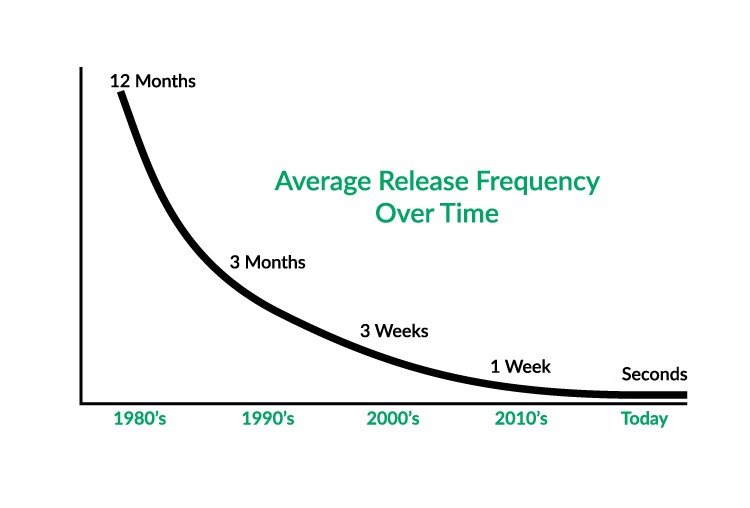 12 Months
Average Release Frequency
Over Time
3 Months
3 Weeks
1 Week
Seconds
1980’s
1990’s
2000’s
2010’s
Today